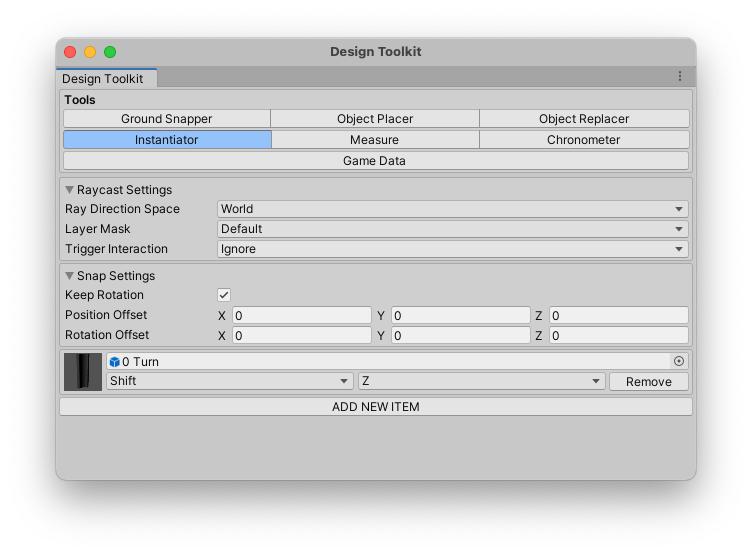 Design Toolkit
Design Toolkit
Tools
Ground Snapper Object Placer Object Replacer
Instantiator Measure Chronometer
Game Data
Raycast Settings
Ray Direction Space World
Layer Mask Default
Trigger Interaction Ignore
Snap Settings
Keep Rotation
Position Offset X 0 Y 0 Z 0
Rotation Offset X 0 Y 0 Z 0
0 Turn
Shift Z Remove
ADD NEW ITEM